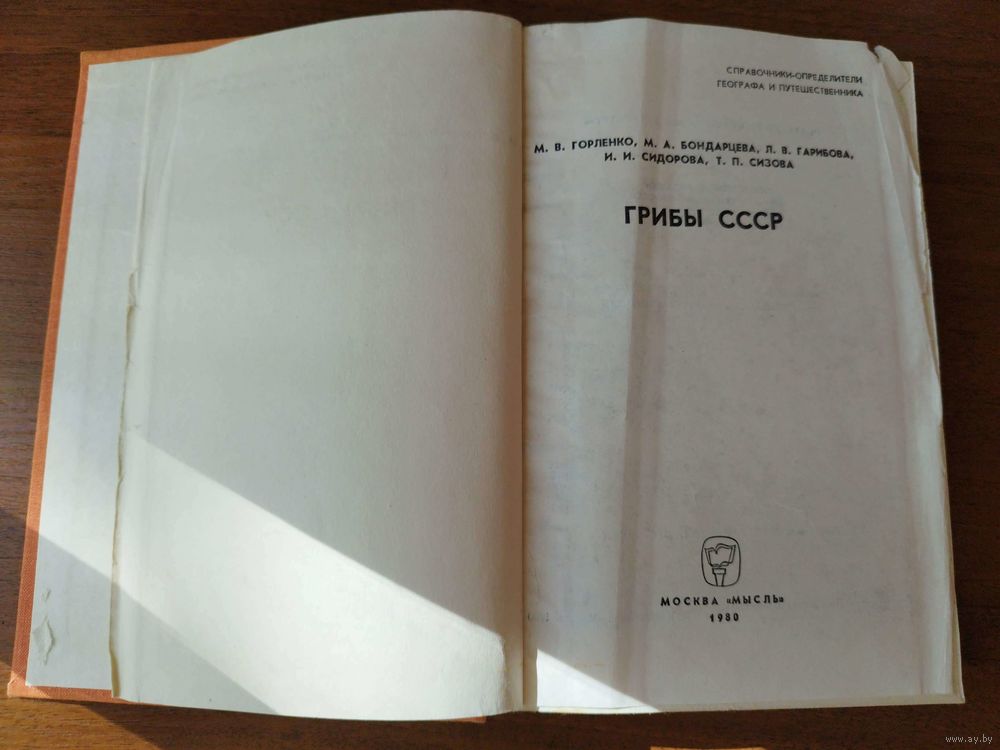 СПРАВОЧНИКИ-ОПРЕДЕЛИТЕЛИ
ГЕОГРАФА И ПУТЕШЕСТВЕННИКА
М. В. ГОРЛЕНКО, М. А. БОНДАРЦЕВА, Л. В. ГАРИБОВА,
И. И. СИДОРОВА, Т. П. СИЗОВА
ГРИБЫ СССР
МОСКВА «МЫСЛЬ»
1980
www.ay.by